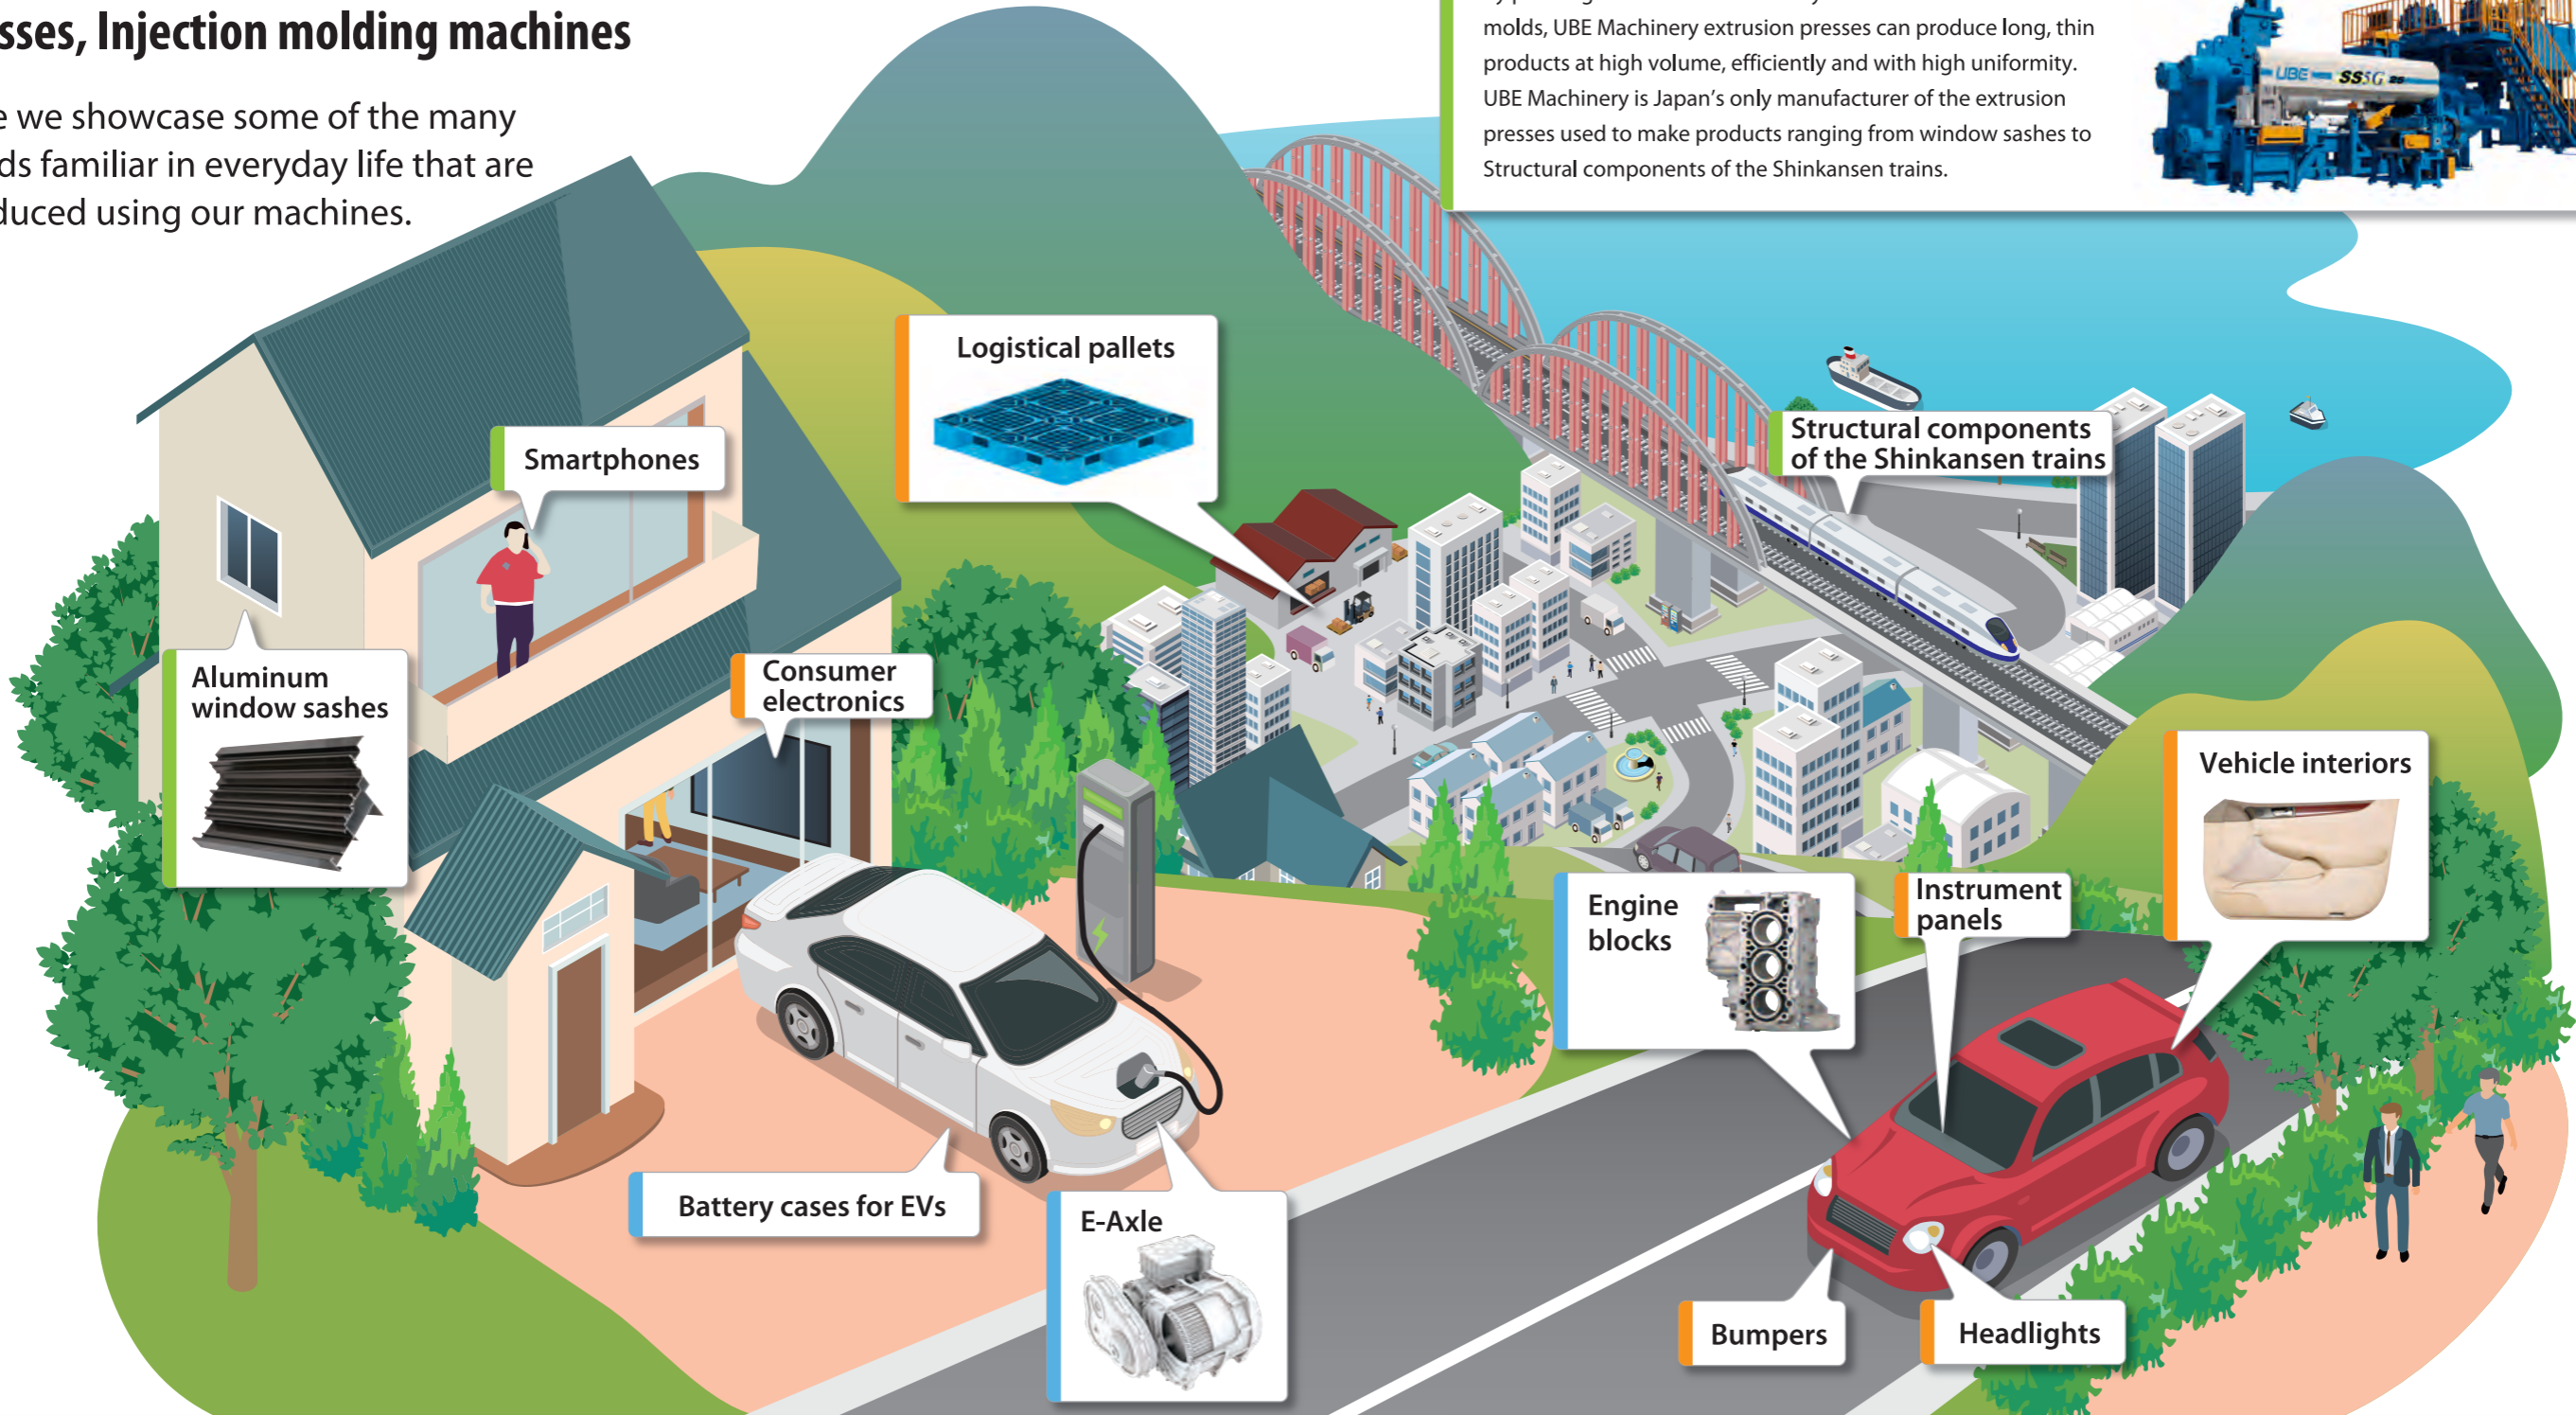 Injection molding machines
we showcase some of the many
familiar in everyday life that are
using our machines.
molds, UBE Machinery extrusion presses can produce long, thin
products at high volume, efficiently and with high uniformity.
UBE Machinery is Japan's only manufacturer of the extrusion
presses used to make products ranging from window sashes to
Structural components of the Shinkansen trains.
UBE SS5G 25
Logistical pallets
Smartphones
Structural components
of the Shinkansen trains
Aluminum
window sashes
Consumer
electronics
Vehicle interiors
Engine
blocks
Instrument
panels
Battery cases for EVs
E-Axle
Bumpers
Headlights